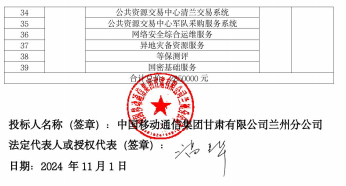 34 公共资源交易中心清兰交易系统
35 公共资源交易中心军队采购服务系统
36 网络安全综合运维服务
37 异地灾备资源服务
38 等保测评
39 国密基础服务
合计
0000 元
投标人名称（签章）：中国移动通信集团甘肃有限公司兰州分公司
法定代表人或授权代表（签章）：
日期：2024 年 11 月 1 日